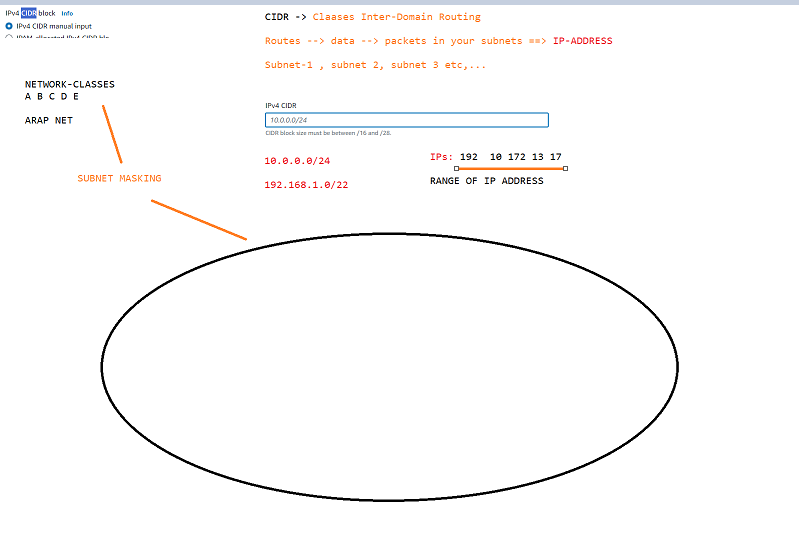 IPv4 CIDR block Info
IPv4 CIDR manual input
CIDR -> Claases Inter-Domain Routing
Routes --> data --> packets in your subnets ==> IP-ADDRESS
Subnet-1 , subnet 2, subnet 3 etc,...
NETWORK-CLASSES
A B C D E
ARAP NET
SUBNET MASKING
IPv4 CIDR
10.0.0.0/24
CIDR block size must be between /16 and /28.
10.0.0.0/24
192.168.1.0/22
IPs: 192 10 172 13 17
RANGE OF IP ADDRESS